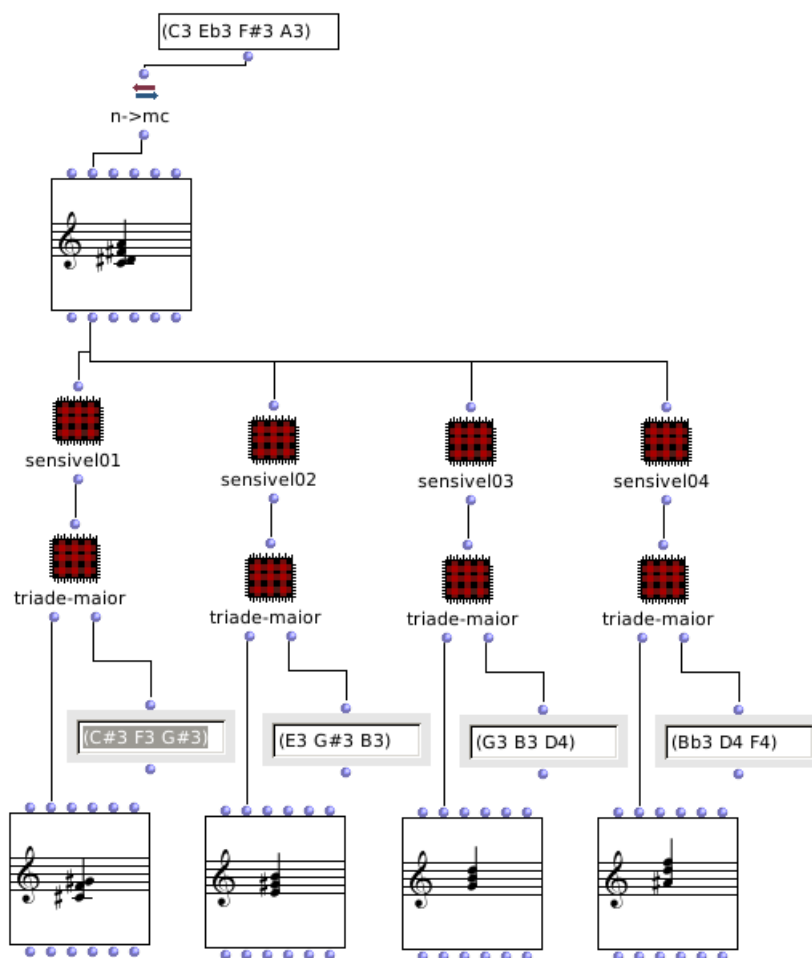 (C3 Eb3 F#3 A3)
n->mc
sensivel01
sensivel02
sensivel03
sensivel04
triade-maior
triade-maior
triade-maior
triade-maior
(C#3 F3 G#3)
(E3 G#3 B3)
(G3 B3 D4)
(Bb3 D4 F4)